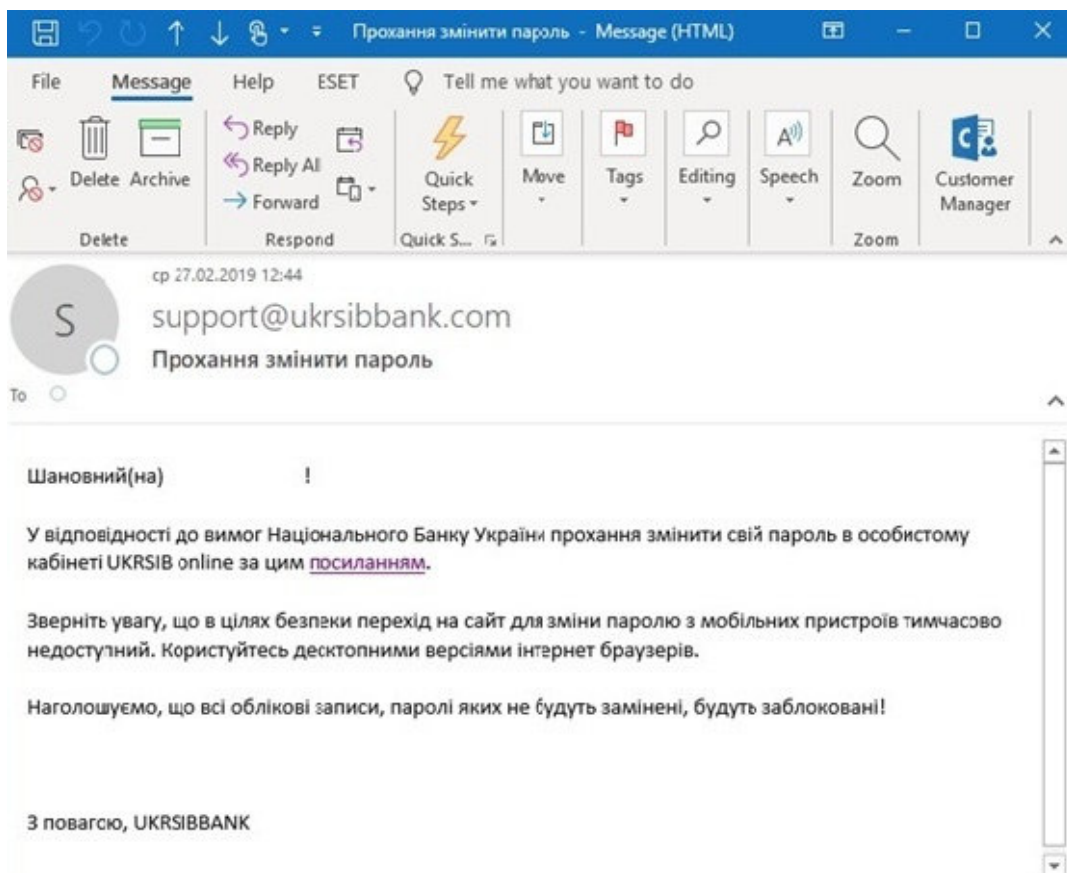 Прохання змінити пароль - Message (HTML)
File Message Help ESET Tell me what you want to do
Delete Archive
Reply
Reply All
Forward
Quick Steps
Move
Tags
Editing
Speech
Zoom
Customer Manager
Delete Respond Quick S... Zoom
ср 27.02.2019 12:44
S
support@ukrsibbank.com
Прохання змінити пароль
To
Шановний(на) !
У відповідності до вимог Національного Банку України прохання змінити свій пароль в особистому
кабінеті UKRSIB online за цим посиланням.
Зверніть увагу, що в цілях безпеки перехід на сайт для зміни паролю з мобільних пристроїв тимчасово
недоступний. Користуйтесь десктопними версіями інтернет браузерів.
Наголошуємо, що всі облікові записи, паролі яких не будуть замінені, будуть заблоковані!
З повагою, UKRSIBBANK